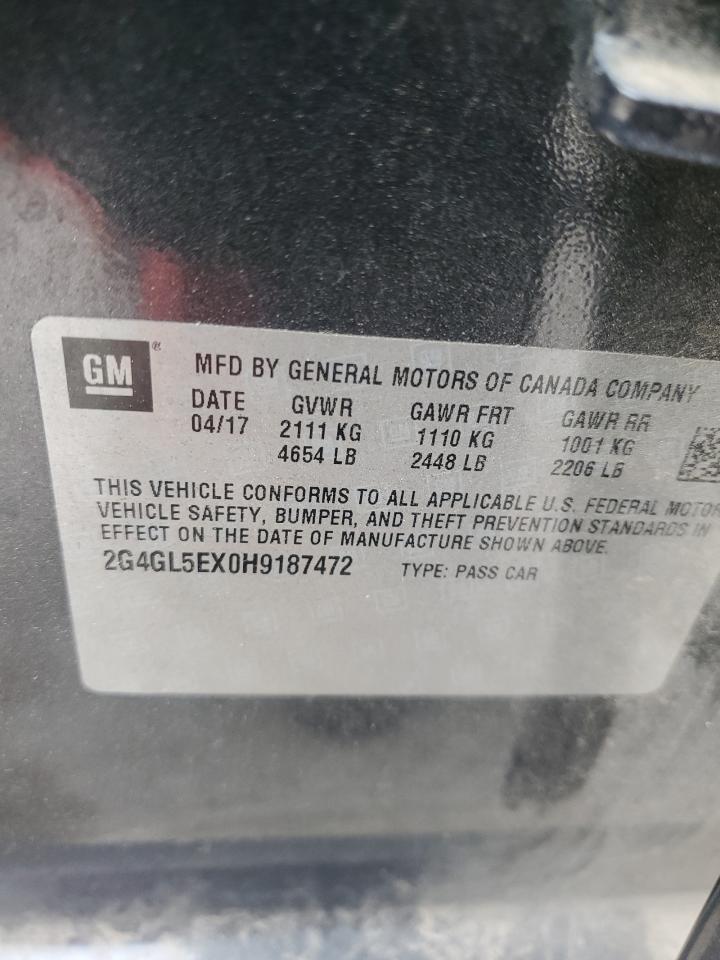 GM®
MFD BY GENERAL MOTORS OF CANADA COMPANY
DATE GVWR GAWR FRT GAWR RR
04/17 2111 KG 1110 KG 1001 KG
4654 LB 2448 LB 2206 LB
THIS VEHICLE CONFORMS TO ALL APPLICABLE U.S. FEDERAL MOTOR
VEHICLE SAFETY, BUMPER, AND THEFT PREVENTION STANDARDS IN
EFFECT ON THE DATE OF MANUFACTURE SHOWN ABOVE.
2G4GL5EX0H9187472 TYPE: PASS CAR